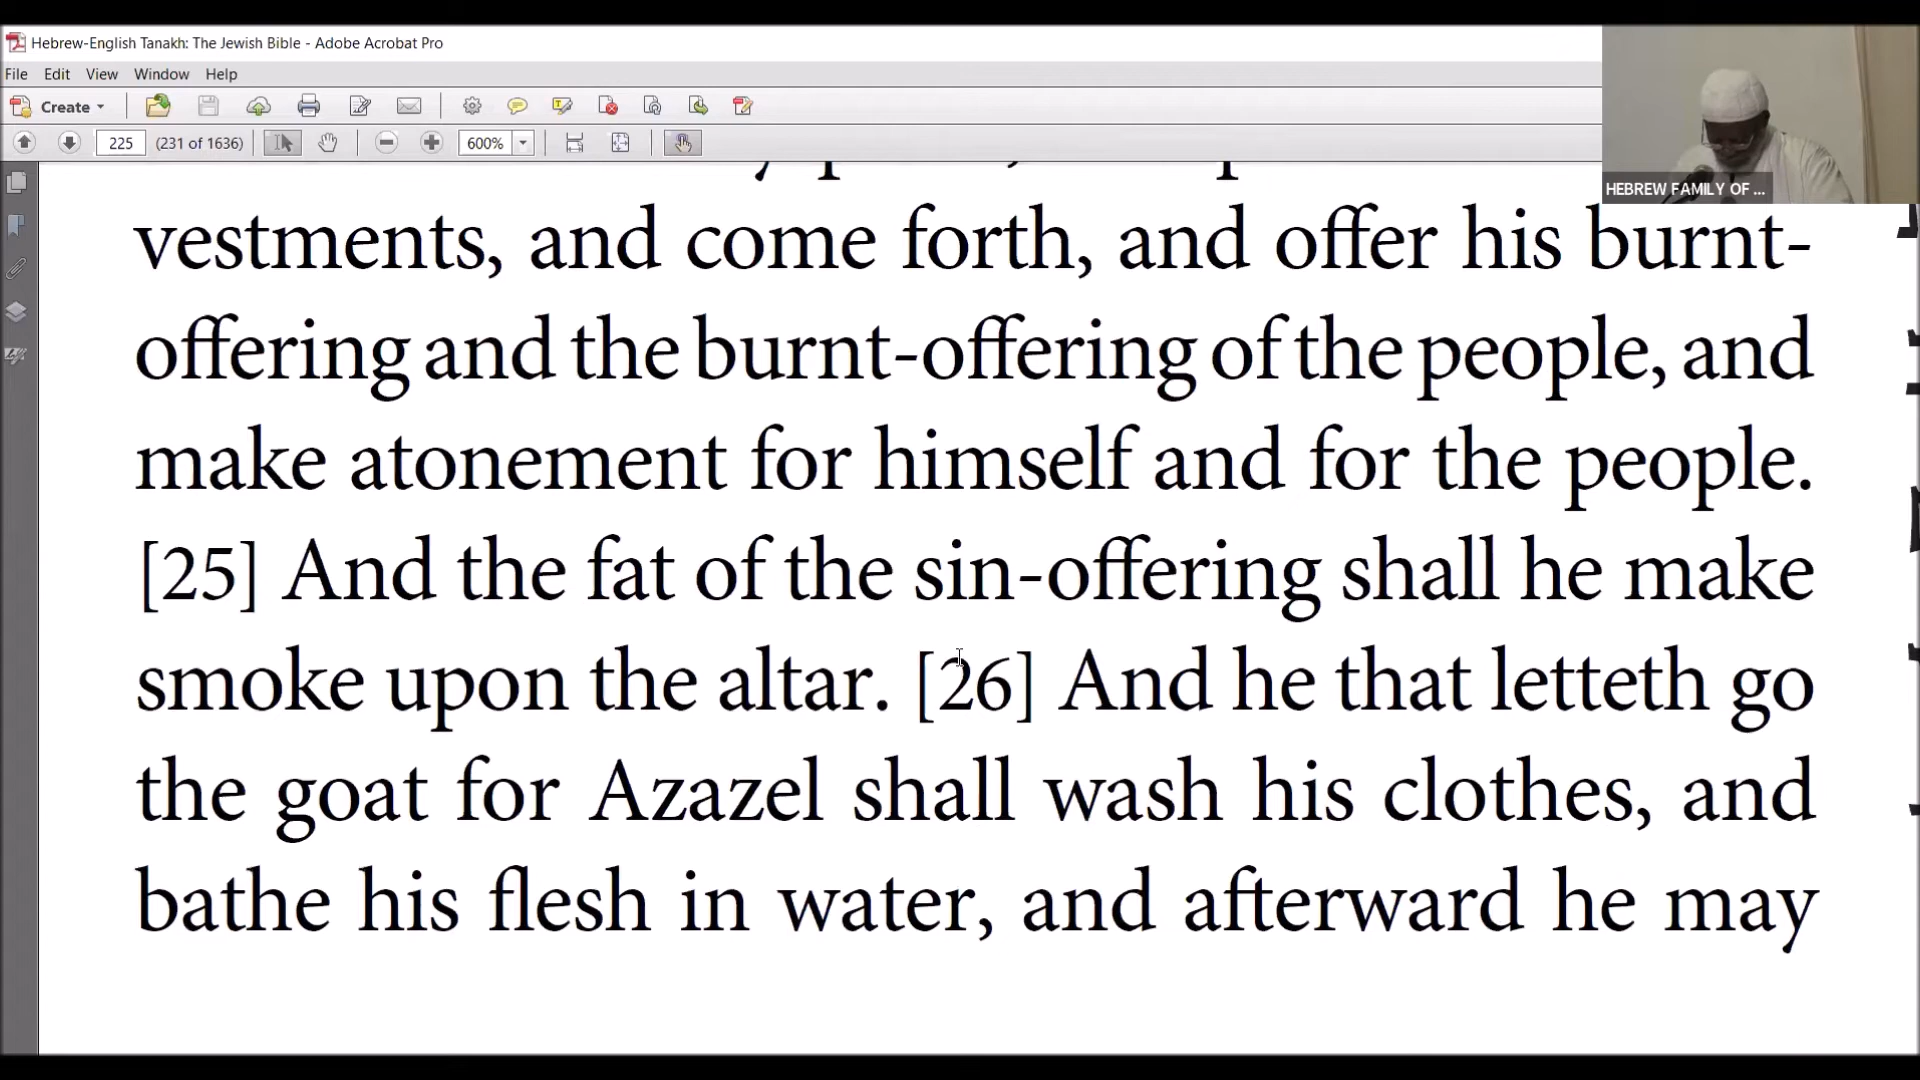 Hebrew-English Tanakh: The Jewish Bible - Adobe Acrobat Pro
File Edit View Window Help
Create
225 (231 of 1636) 600%
HEBREW FAMILY OF ...
vestments, and come forth, and offer his burnt-
offering and the burnt-offering of the people, and
make atonement for himself and for the people.
[25] And the fat of the sin-offering shall he make
smoke upon the altar. [26] And he that letteth go
the goat for Azazel shall wash his clothes, and
bathe his flesh in water, and afterward he may